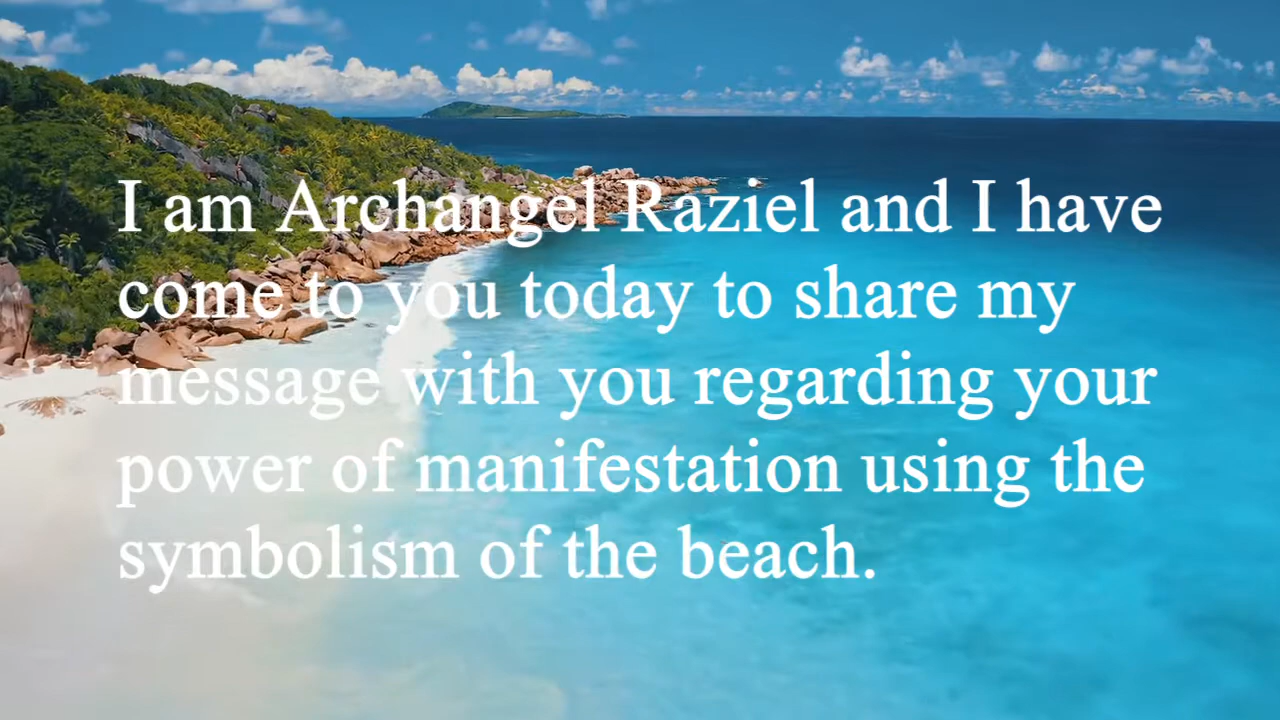 I am Archangel Raziel and I have
come to you today to share my
message with you regarding your
power of manifestation using the
symbolism of the beach.